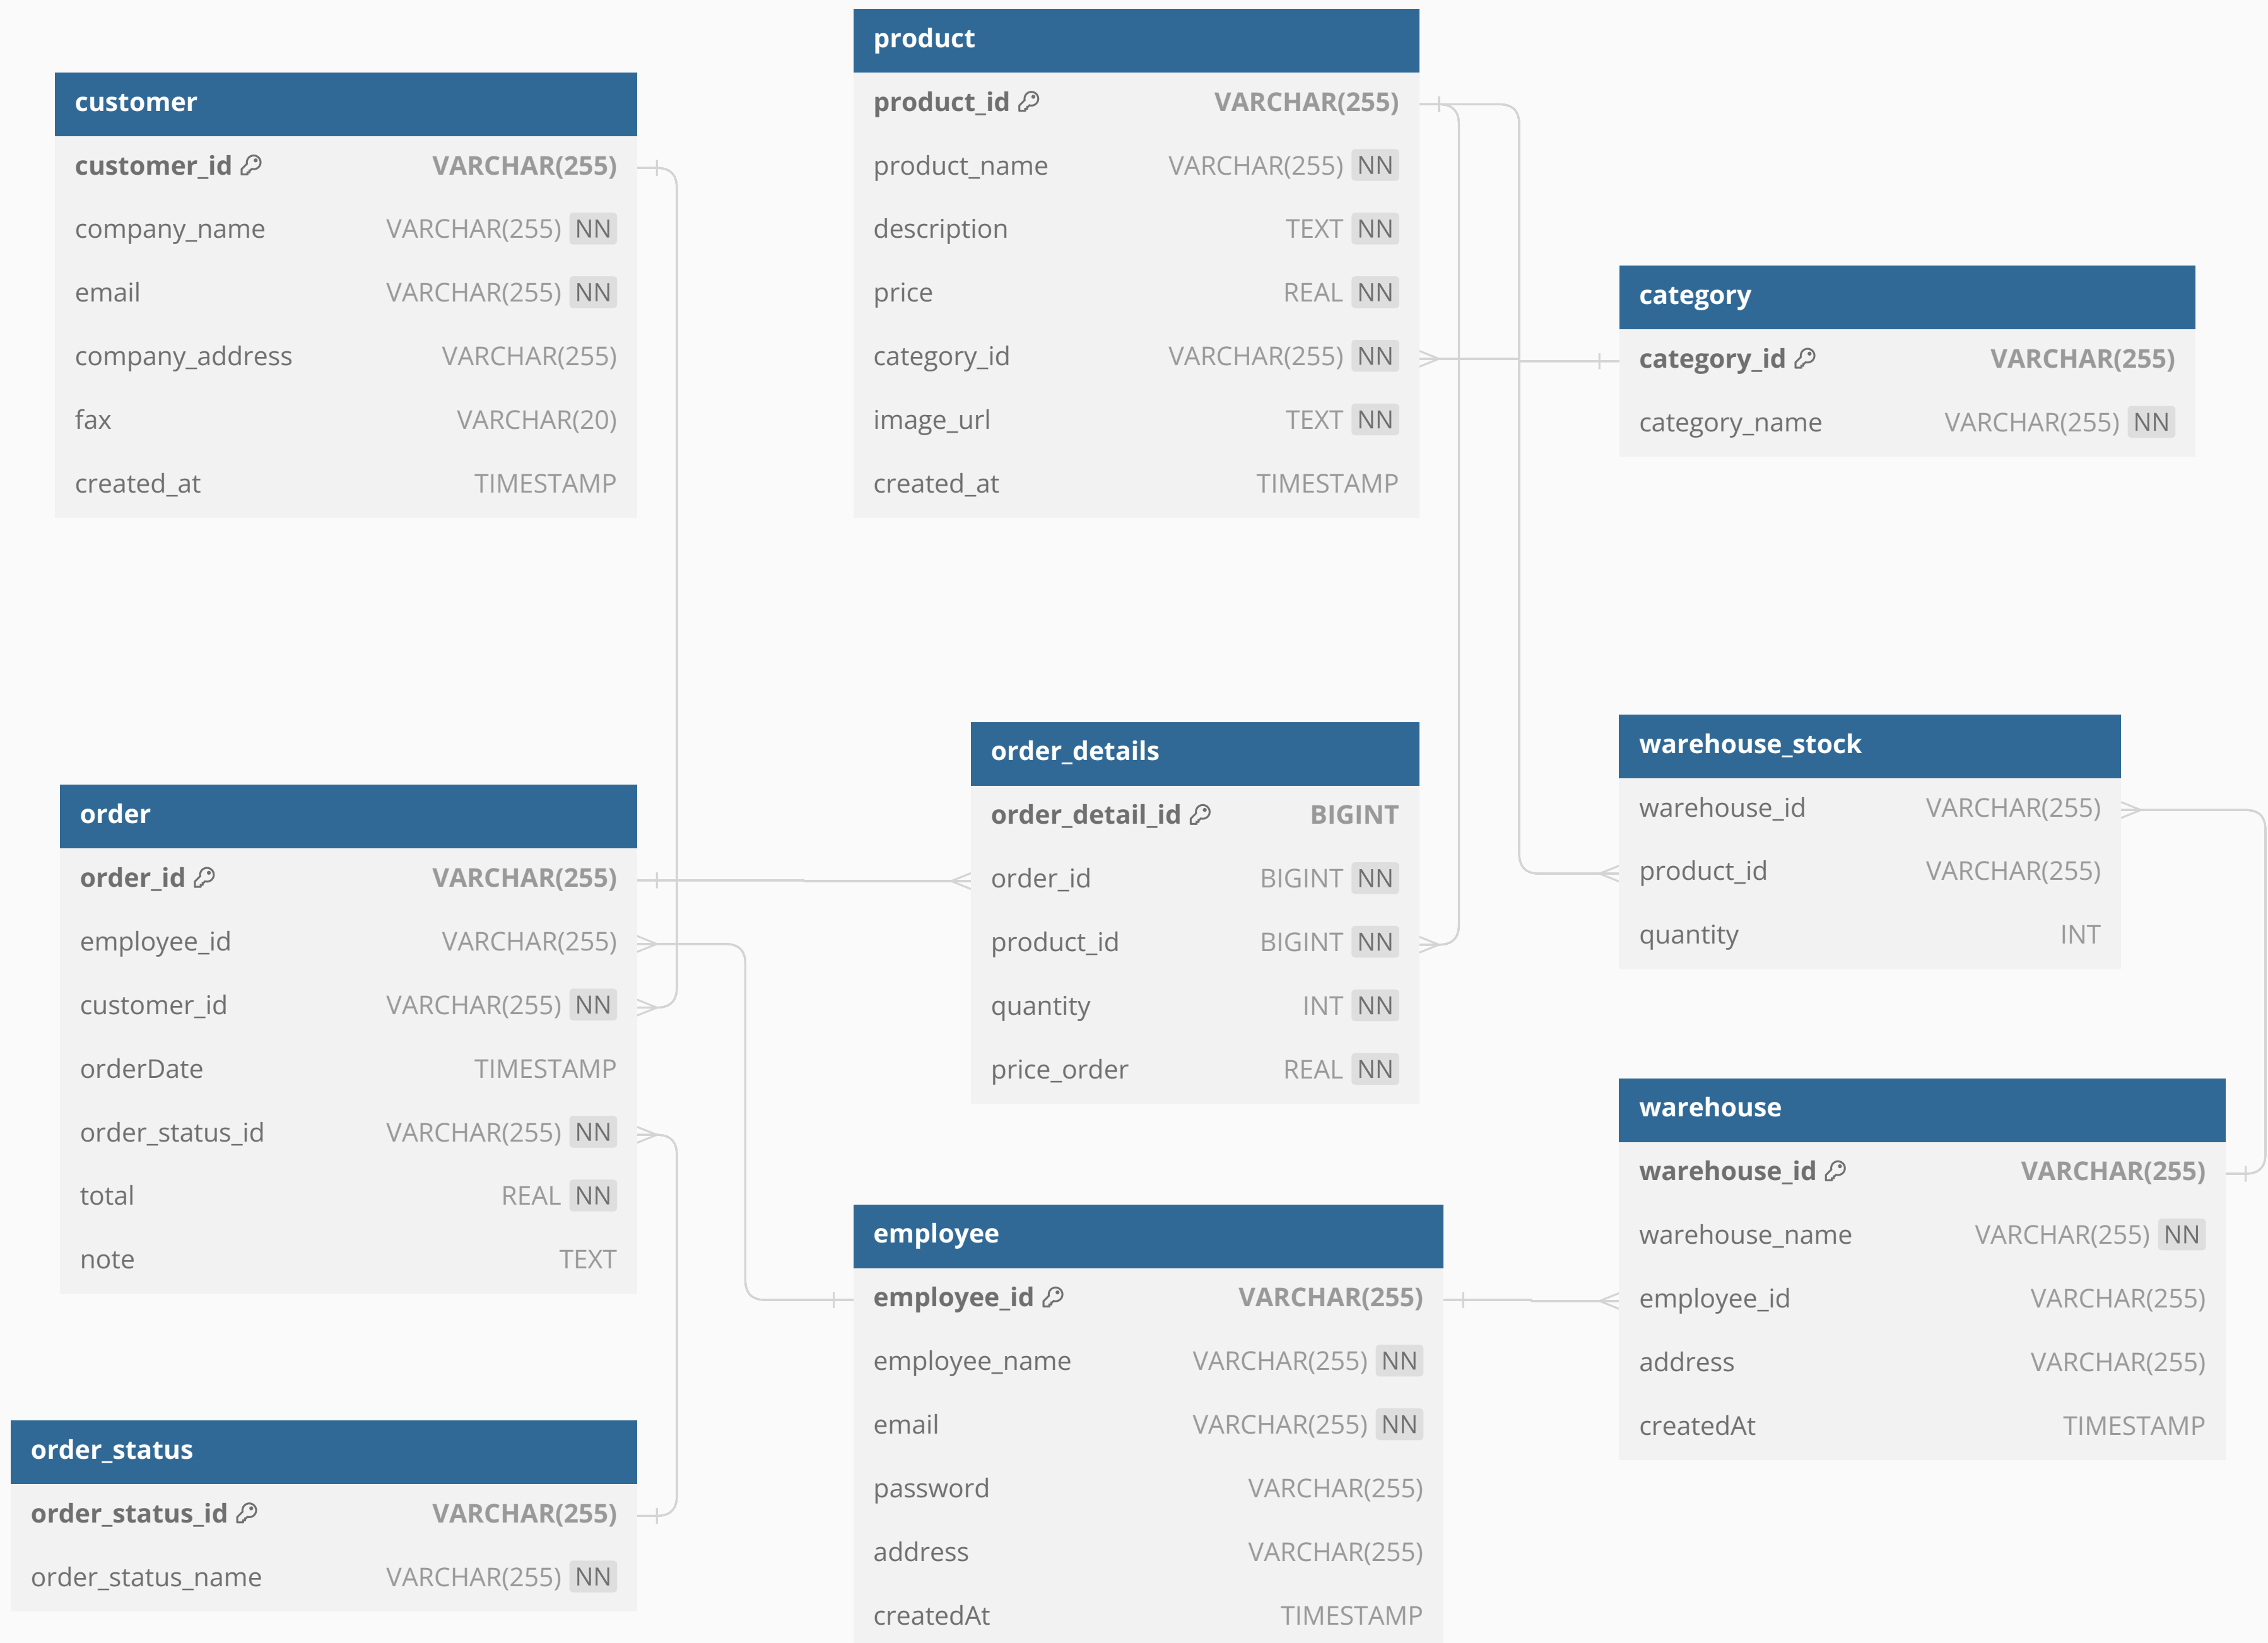 customer
customer_id VARCHAR(255)
company_name VARCHAR(255) NN
email VARCHAR(255) NN
company_address VARCHAR(255)
fax VARCHAR(20)
created_at TIMESTAMP
product
product_id VARCHAR(255)
product_name VARCHAR(255) NN
description TEXT NN
price REAL NN
category_id VARCHAR(255) NN
image_url TEXT NN
created_at TIMESTAMP
category
category_id VARCHAR(255)
category_name VARCHAR(255) NN
order
order_id VARCHAR(255)
employee_id VARCHAR(255)
customer_id VARCHAR(255) NN
orderDate TIMESTAMP
order_status_id VARCHAR(255) NN
total REAL NN
note TEXT
order_details
order_detail_id BIGINT
order_id BIGINT NN
product_id BIGINT NN
quantity INT NN
price_order REAL NN
warehouse_stock
warehouse_id VARCHAR(255)
product_id VARCHAR(255)
quantity INT
warehouse
warehouse_id VARCHAR(255)
warehouse_name VARCHAR(255) NN
employee_id VARCHAR(255)
address VARCHAR(255)
createdAt TIMESTAMP
employee
employee_id VARCHAR(255)
employee_name VARCHAR(255) NN
email VARCHAR(255) NN
password VARCHAR(255)
address VARCHAR(255)
createdAt TIMESTAMP
order_status
order_status_id VARCHAR(255)
order_status_name VARCHAR(255) NN